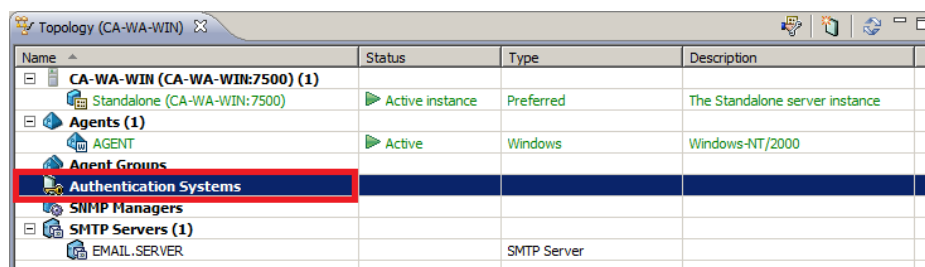 Topology (CA-WA-WIN)
Name Status Type Description
CA-WA-WIN (CA-WA-WIN:7500) (1)
Standalone (CA-WA-WIN:7500) Active instance Preferred The Standalone server instance
Agents (1)
AGENT Active Windows Windows-NT/2000
Agent Groups
Authentication Systems
SNMP Managers
SMTP Servers (1)
EMAIL.SERVER SMTP Server